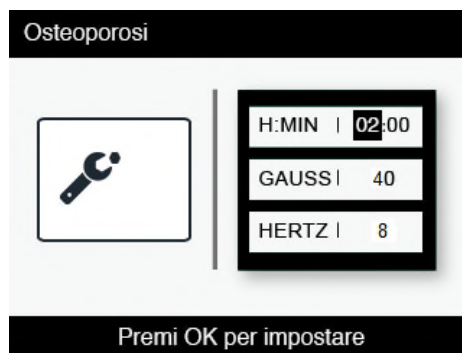 Osteoporosi
H:MIN | 02:00
GAUSS | 40
HERTZ | 8
Premi OK per impostare